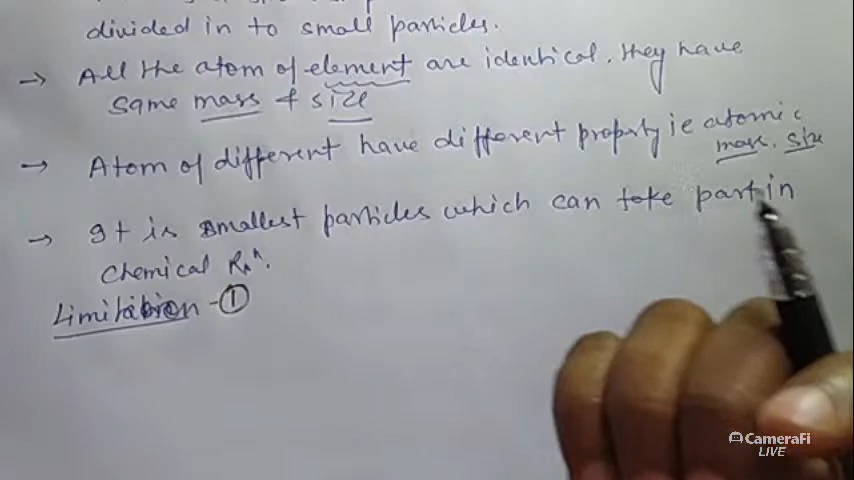 divided in to small particles.
→ All the atom of element are identical. They have
same mass & size
→ Atom of different have different property ie atomic
mass. size
→ It is smallest particles which can take part in
Chemical Rxn.
Limitation - ①
CameraFi
LIVE